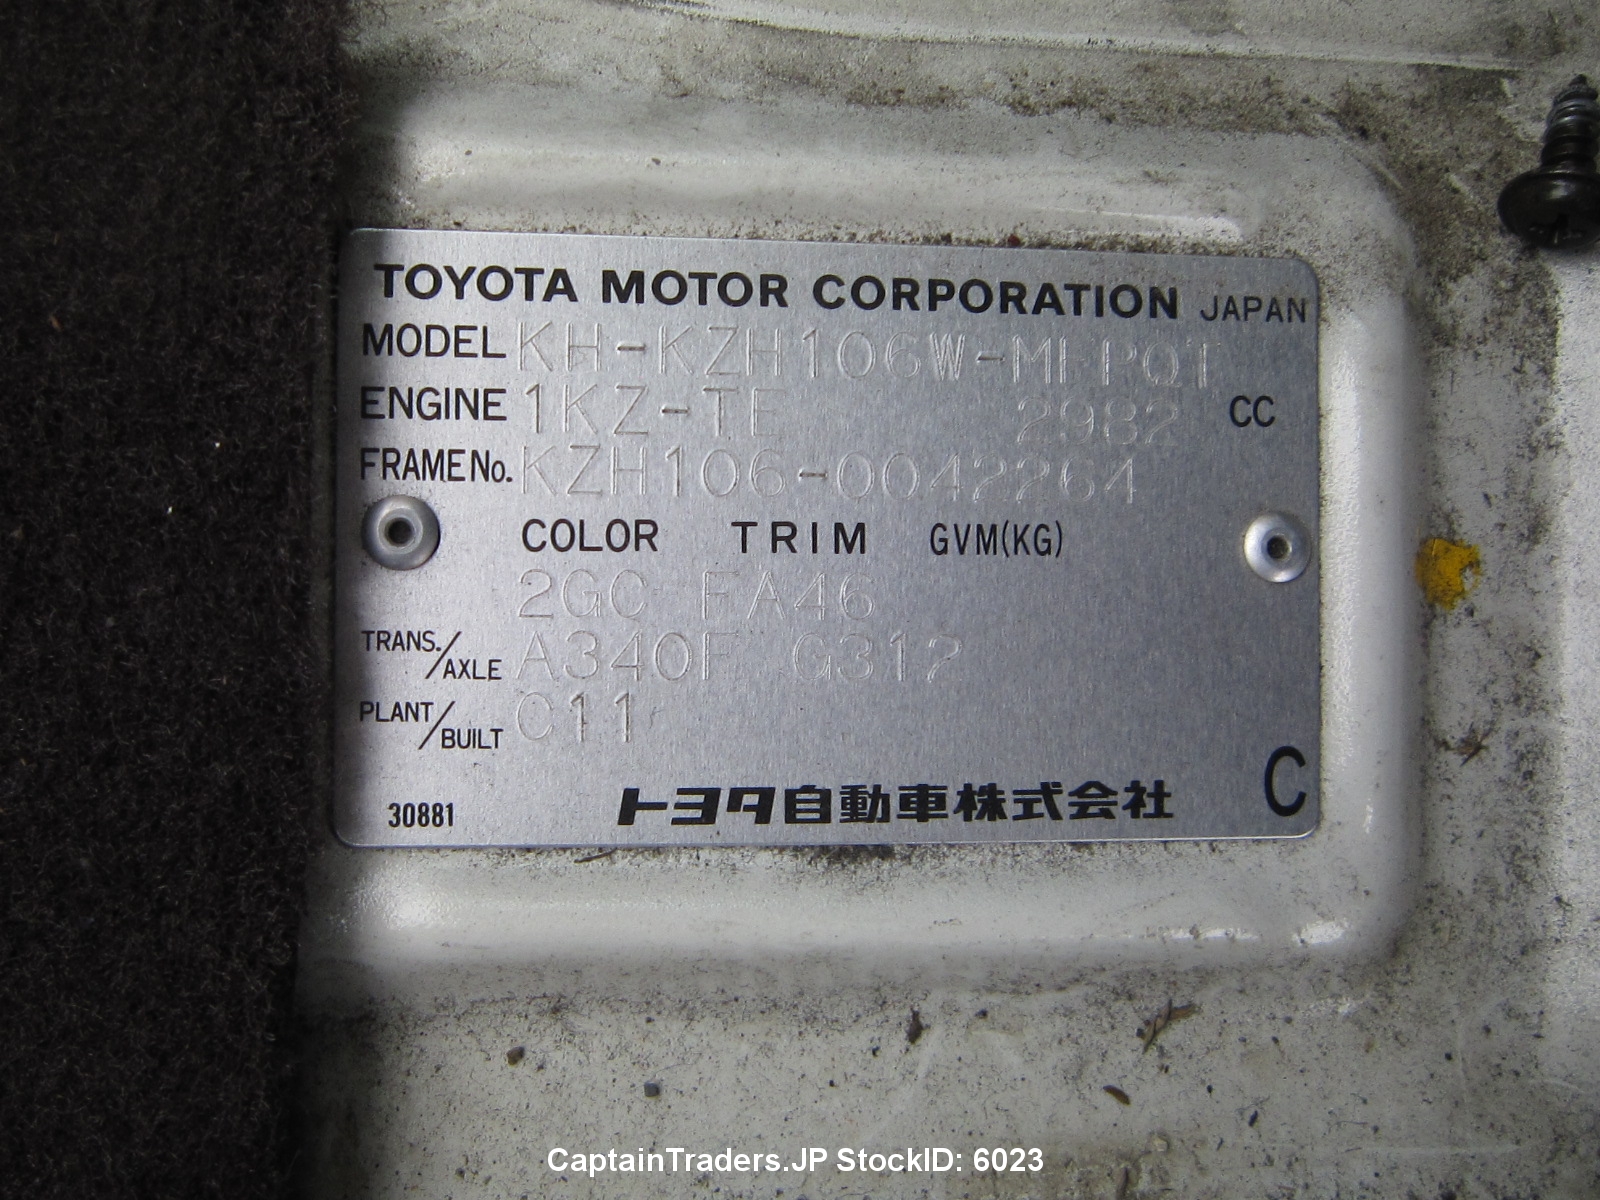 TOYOTA MOTOR CORPORATION JAPAN
MODEL KH-KZH106W-MFPQT
ENGINE 1KZ-TE 2982 CC
FRAME No. KZH106-0042264
COLOR TRIM GVM(KG)
2GC FA46
TRANS./AXLE A340F G312
PLANT/BUILT C11
30881 トヨタ自動車株式会社 C
CaptainTraders.JP StockID: 6023